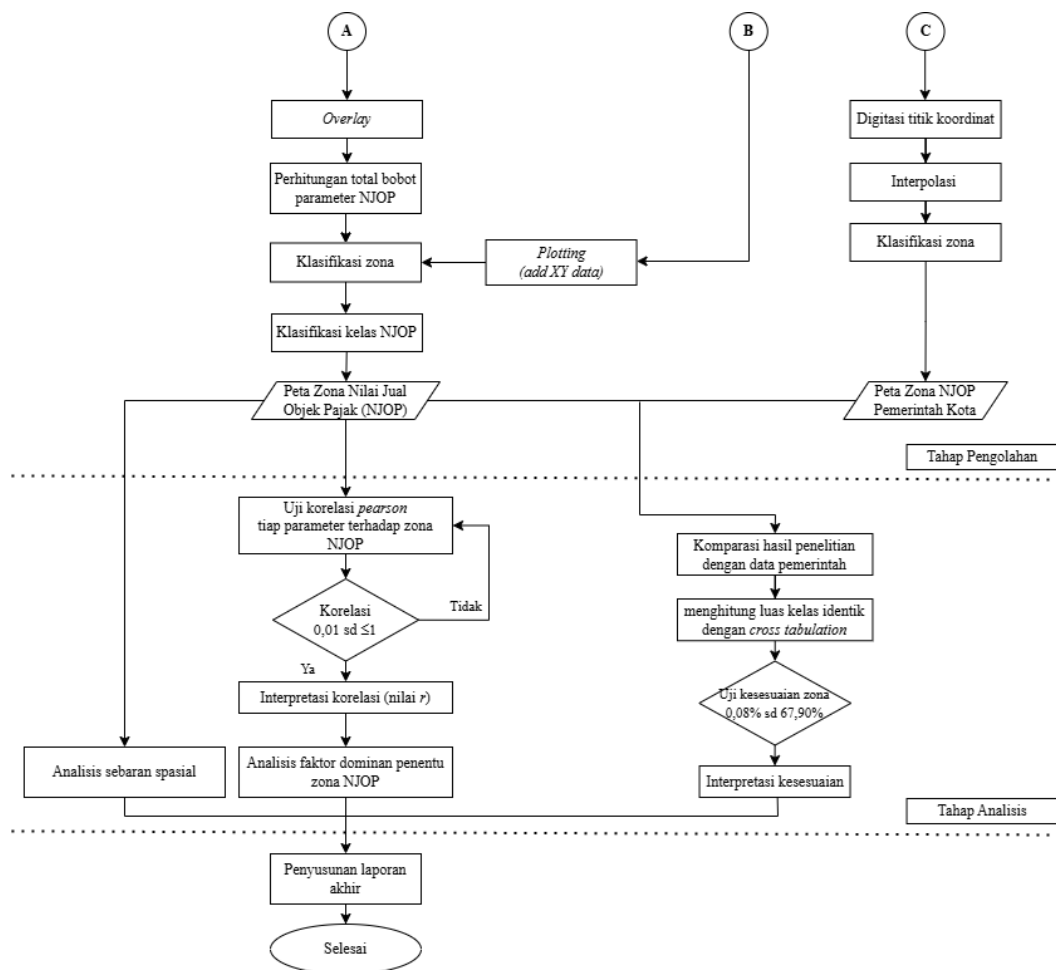 A
B
C
Overlay
Digitasi titik koordinat
Perhitungan total bobot
parameter NJOP
Interpolasi
Klasifikasi zona
Plotting
(add XY data)
Klasifikasi zona
Klasifikasi kelas NJOP
Peta Zona Nilai Jual
Objek Pajak (NJOP)
Peta Zona NJOP
Pemerintah Kota
Tahap Pengolahan
Uji korelasi pearson
tiap parameter terhadap zona
NJOP
Komparasi hasil penelitian
dengan data pemerintah
Korelasi
0,01 sd ≤1
Tidak
menghitung luas kelas identik
dengan cross tabulation
Ya
Interpretasi korelasi (nilai r)
Uji kesesuaian zona
0,08% sd 67,90%
Analisis sebaran spasial
Analisis faktor dominan penentu
zona NJOP
Interpretasi kesesuaian
Tahap Analisis
Penyusunan laporan
akhir
Selesai